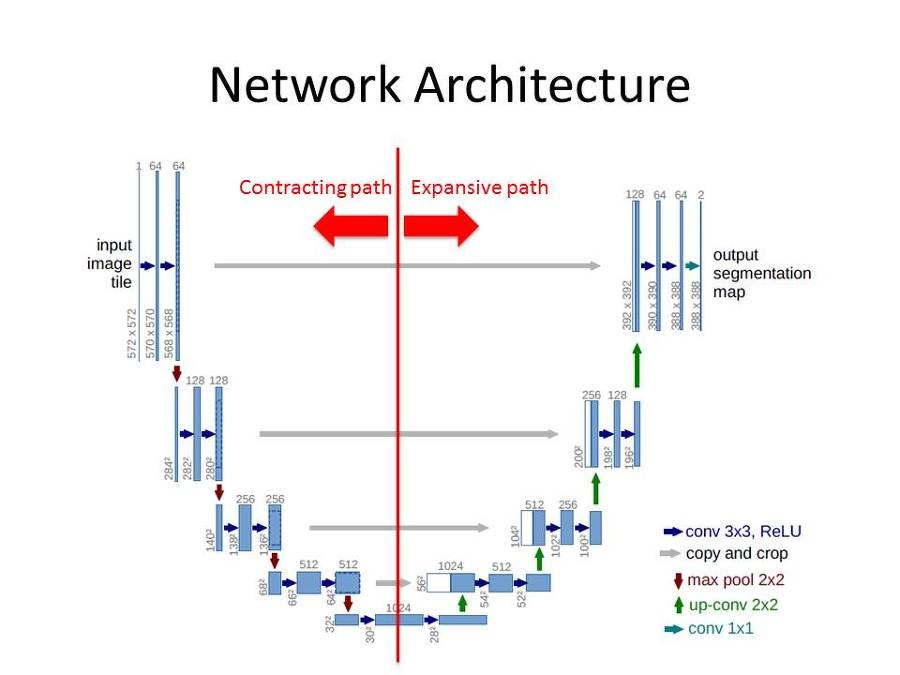 Network Architecture
Contracting path
Expansive path
1 64 64
input
image
tile
572 x 572
570 x 570
568 x 568
128 64 64 2
output
segmentation
map
392 x 392
390 x 390
388 x 388
388 x 388
128 128
284²
282²
280²
256 128
200²
198²
196²
256 256
140²
138²
136²
512 256
104²
102²
100²
512 512
68²
66²
64²
1024 512
56²
54²
52²
1024
32²
30²
28²
conv 3x3, ReLU
copy and crop
max pool 2x2
up-conv 2x2
conv 1x1